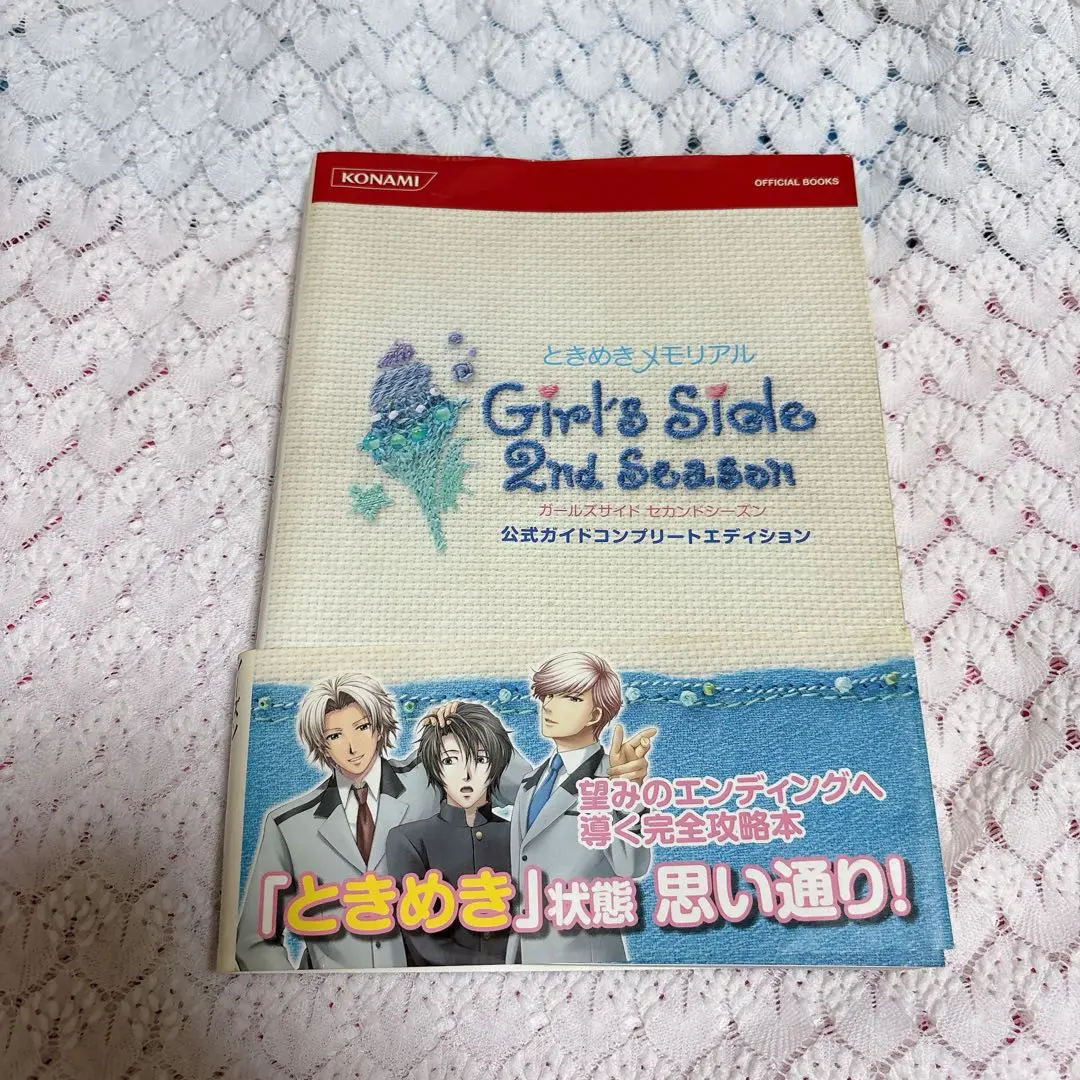 KONAMI
OFFICIAL BOOKS
ときめきメモリアル
Girl's Side
2nd Season
ガールズサイド セカンドシーズン
公式ガイドコンプリートエディション
望みのエンディングへ
導く完全攻略本
「ときめき」状態 思い通り!